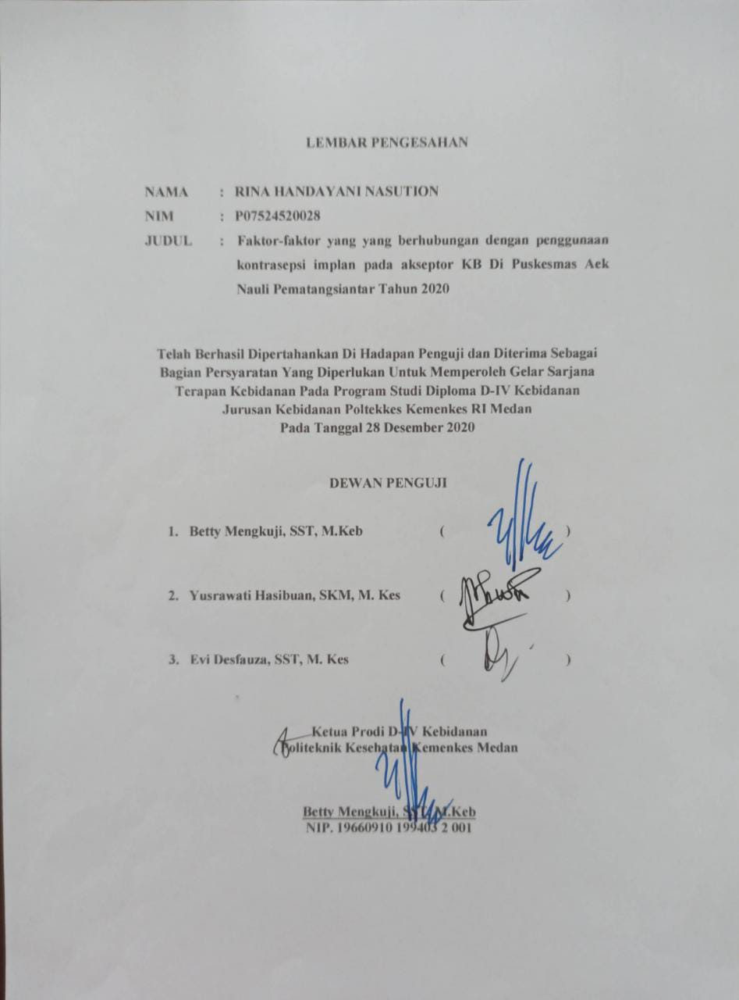 LEMBAR PENGESAHAN
NAMA : RINA HANDAYANI NASUTION
NIM : P07524520028
JUDUL : Faktor-faktor yang yang berhubungan dengan penggunaan
kontrasepsi implan pada akseptor KB Di Puskesmas Aek
Nauli Pematangsiantar Tahun 2020
Telah Berhasil Dipertahankan Di Hadapan Penguji dan Diterima Sebagai
Bagian Persyaratan Yang Diperlukan Untuk Memperoleh Gelar Sarjana
Terapan Kebidanan Pada Program Studi Diploma D-IV Kebidanan
Jurusan Kebidanan Poltekkes Kemenkes RI Medan
Pada Tanggal 28 Desember 2020
DEWAN PENGUJI
1. Betty Mengkuji, SST, M.Keb ( )
2. Yusrawati Hasibuan, SKM, M. Kes ( )
3. Evi Desfauza, SST, M. Kes ( )
Ketua Prodi D-IV Kebidanan
Politeknik Kesehatan Kemenkes Medan
Betty Mengkuji, SST, M.Keb
NIP. 19660910 199403 2 001